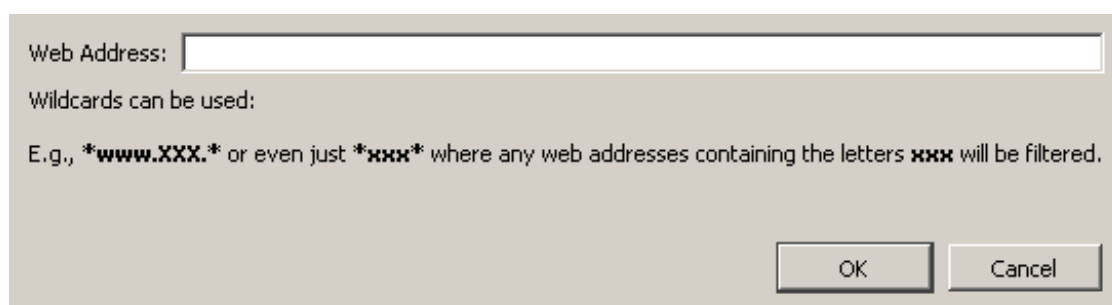 Web Address:
Wildcards can be used:
E.g., *www.XXX.* or even just *xxx* where any web addresses containing the letters xxx will be filtered.
OK Cancel